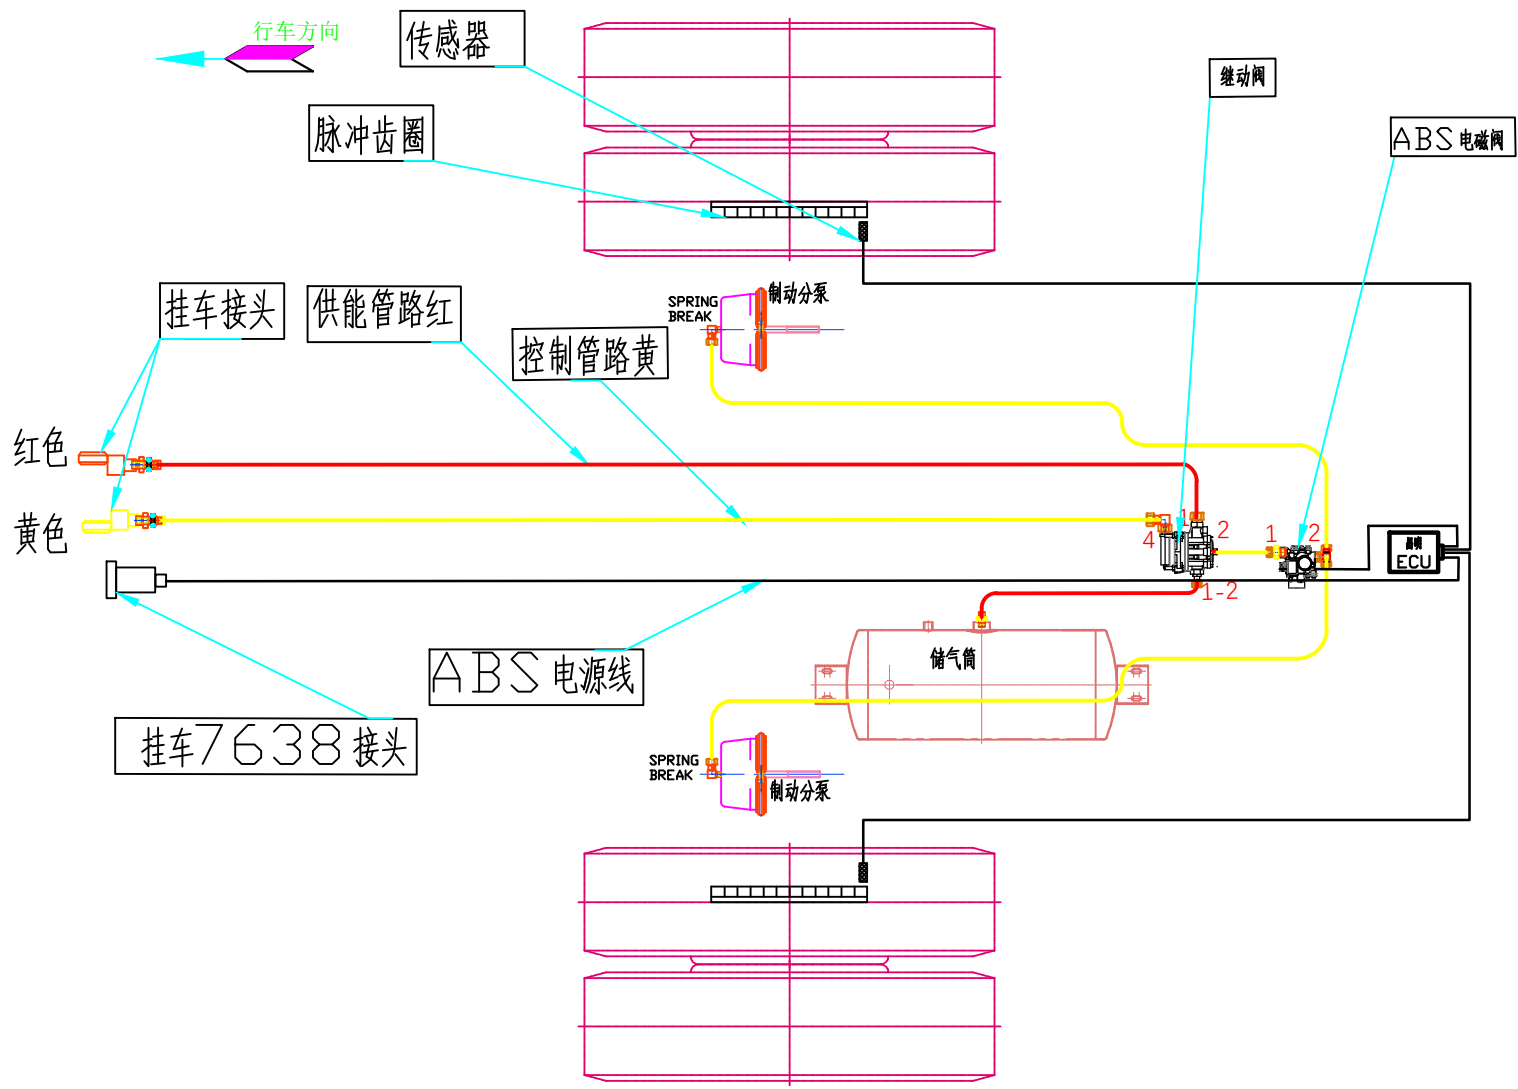 行车方向
传感器
继动阀
脉冲齿圈
ABS电磁阀
挂车接头
供能管路红
SPRING
BREAK
制动分泵
控制管路黄
红色
黄色
1
2
4
1
2
ECU
1-2
储气筒
ABS电源线
挂车7638接头
SPRING
BREAK
制动分泵